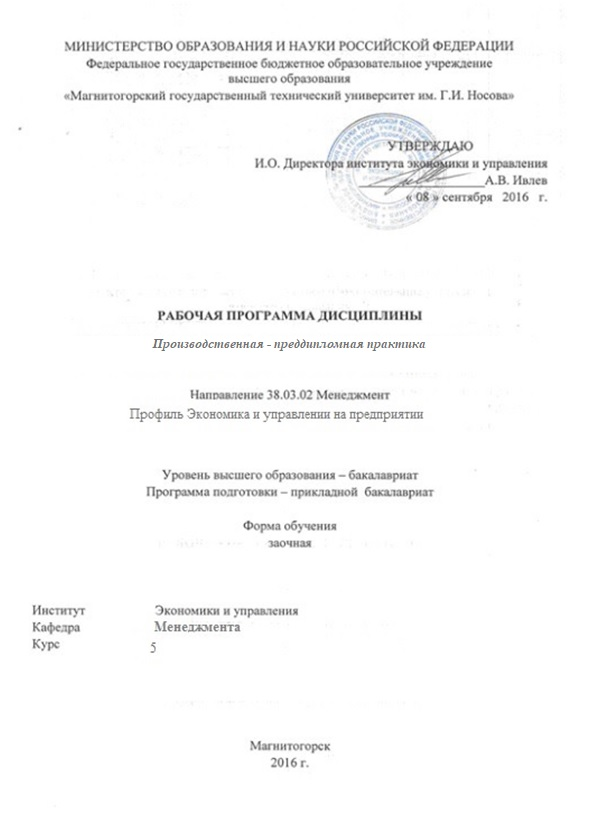 МИНИСТЕРСТВО ОБРАЗОВАНИЯ И НАУКИ РОССИЙСКОЙ ФЕДЕРАЦИИ
Федеральное государственное бюджетное образовательное учреждение
высшего образования
«Магнитогорский государственный технический университет им. Г.И. Носова»
УТВЕРЖДАЮ
И.О. Директора института экономики и управления
А.В. Ивлев
« 08 » сентября 2016 г.
РАБОЧАЯ ПРОГРАММА ДИСЦИПЛИНЫ
Производственная - преддипломная практика
Направление 38.03.02 Менеджмент
Профиль Экономика и управлении на предприятии
Уровень высшего образования – бакалавриат
Программа подготовки – прикладной бакалавриат
Форма обучения
заочная
Институт Экономики и управления
Кафедра Менеджмента
Курс 5
Магнитогорск
2016 г.